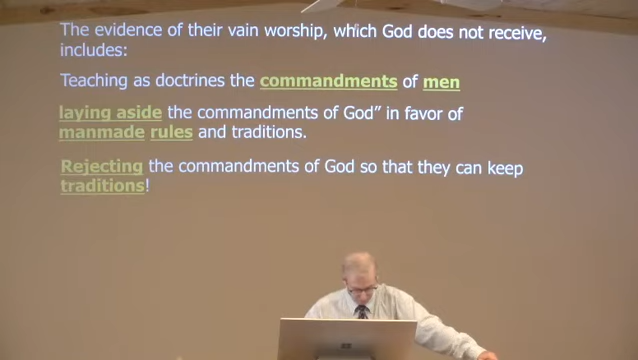 The evidence of their vain worship, which God does not receive,
includes:
Teaching as doctrines the commandments of men
laying aside the commandments of God” in favor of
manmade rules and traditions.
Rejecting the commandments of God so that they can keep
traditions!